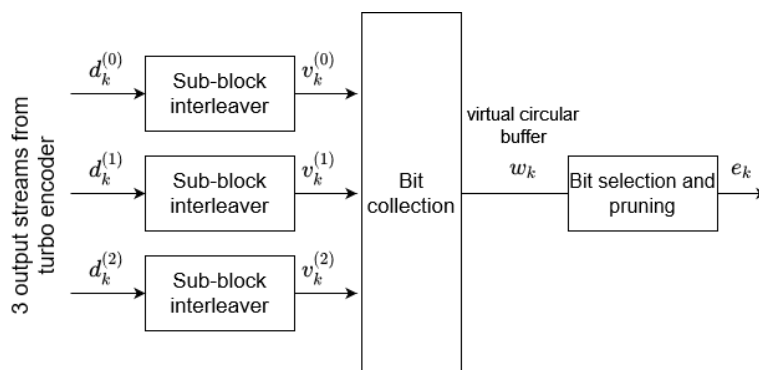 3 output streams from
turbo encoder
d_k^{(0)}
Sub-block
interleaver
v_k^{(0)}
d_k^{(1)}
Sub-block
interleaver
v_k^{(1)}
d_k^{(2)}
Sub-block
interleaver
v_k^{(2)}
Bit
collection
virtual circular
buffer
w_k
Bit selection and
pruning
e_k